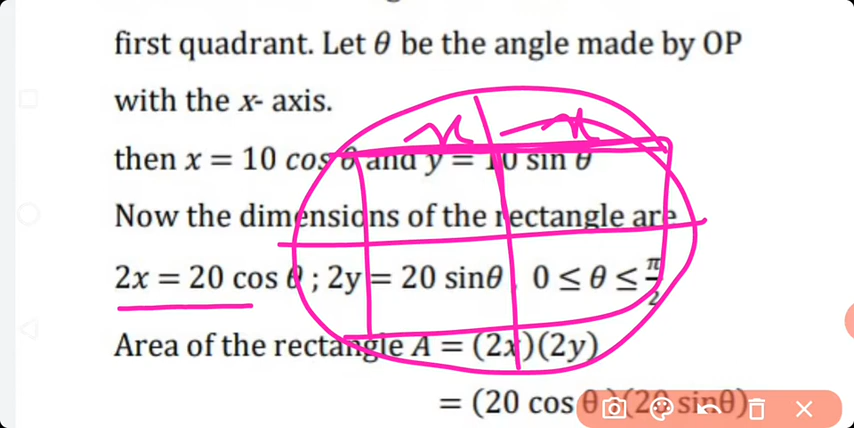 first quadrant. Let θ be the angle made by OP
with the x- axis.
x x
then x = 10 cos θ and y = 10 sin θ
Now the dimensions of the rectangle are
2x = 20 cos θ ; 2y = 20 sinθ 0 ≤ θ ≤ π/2
Area of the rectangle A = (2x)(2y)
= (20 cos θ )(20 sinθ)